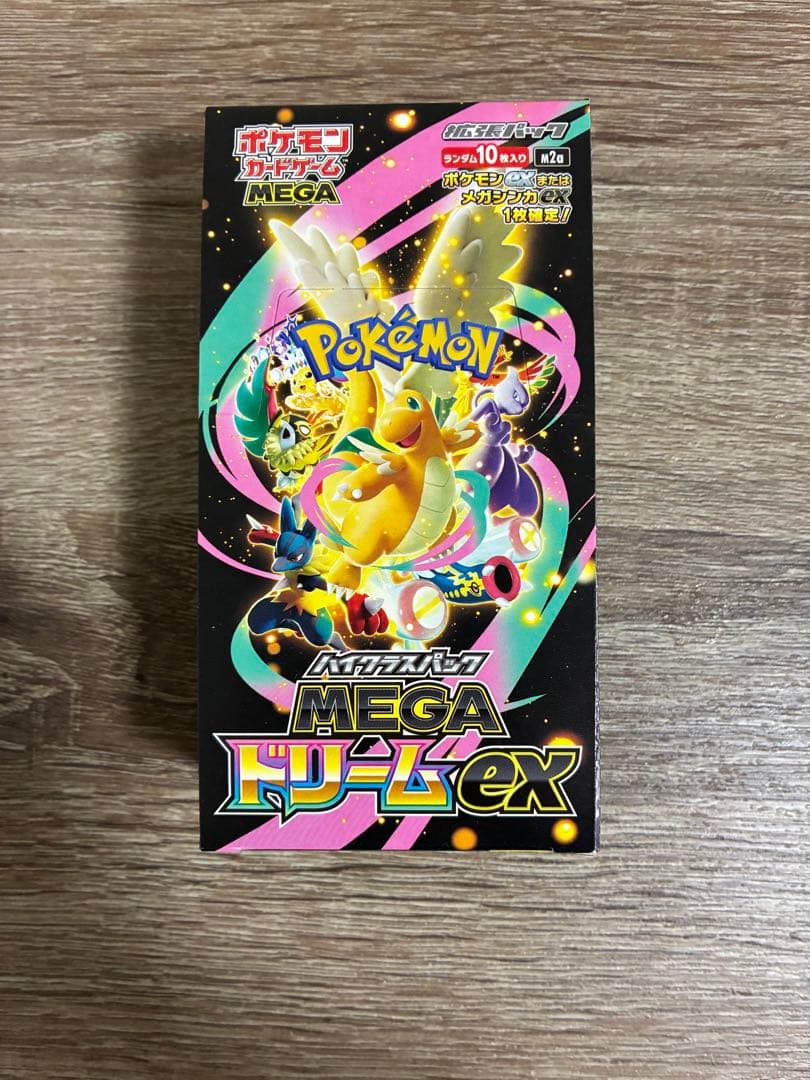 ポケモン
カードゲーム
MEGA
拡張パック
ランダム10枚入り M2a
ポケモンexまたは
メガシンカex
1枚確定!
POKéMON
ハイクラスパック
MEGA
ドリームex